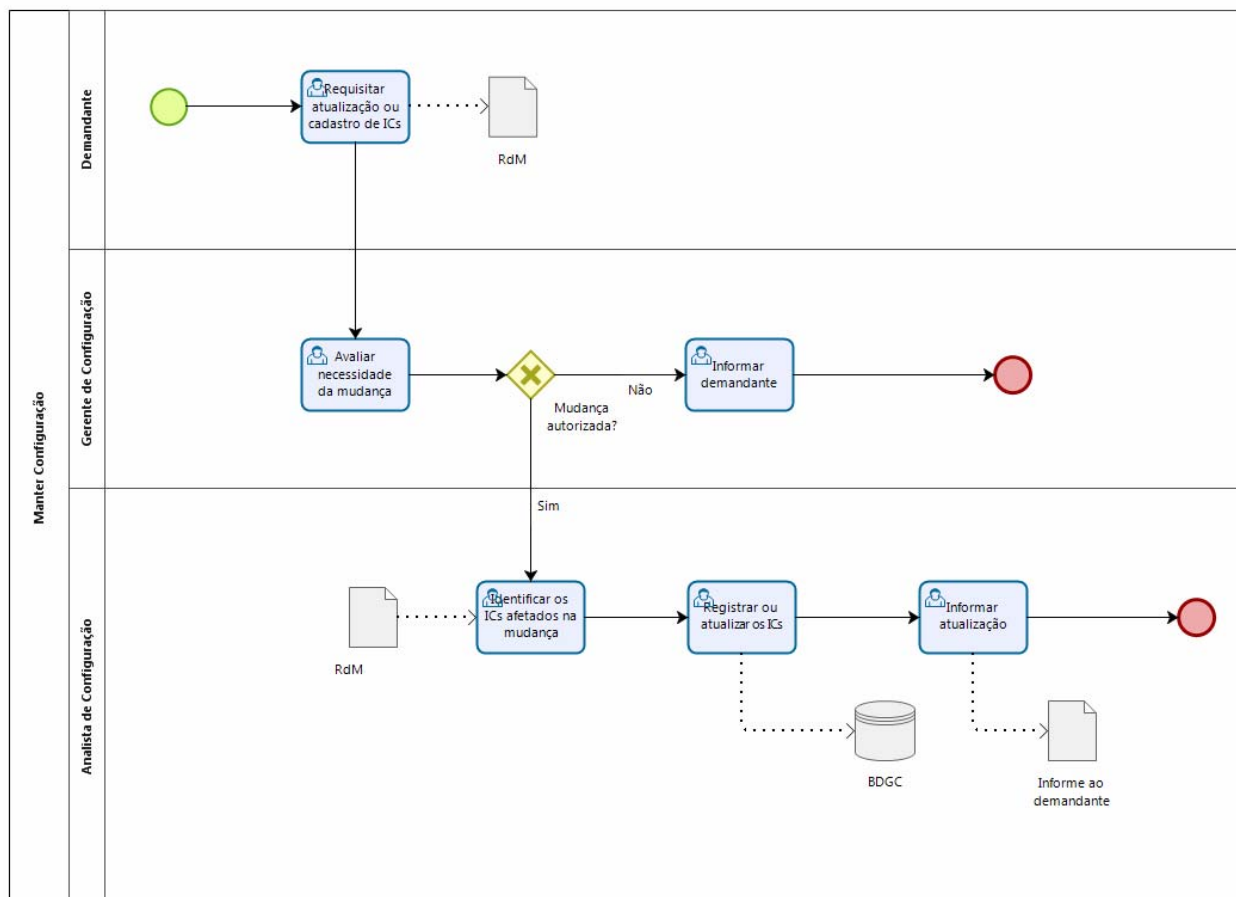 Manter Configuração
Demandante
Requisitar
atualização ou
cadastro de ICs
RdM
Gerente de Configuração
Avaliar
necessidade
da mudança
Mudança
autorizada?
Não
Informar
demandante
Sim
Analista de Configuração
RdM
Identificar os
ICs afetados na
mudança
Registrar ou
atualizar os ICs
Informar
atualização
BDGC
Informe ao
demandante